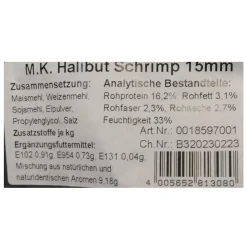 M.K. Halibut Schrimp 15mm
Zusammensetzung: Analytische Bestandteile:
Maismehl, Weizenmehl, Rohprotein 16.2%, Rohfett 3.1%
Sojamehl, Eipulver, Rohfaser 2,3%, Rohasche 2.7%
Propylenglycol, Salz Feuchtigkeit 33%
Zusatzstoffe je kg Art.Nr.: 0018597001
Ergänzungsfuttermittel: Ch.Nr.: B320230223
E102 0.91g, E954 0,73g, E131 0,04g
Mischung aus natürlichen und
naturidentischen Aromen 9,18g
4 005652 813080